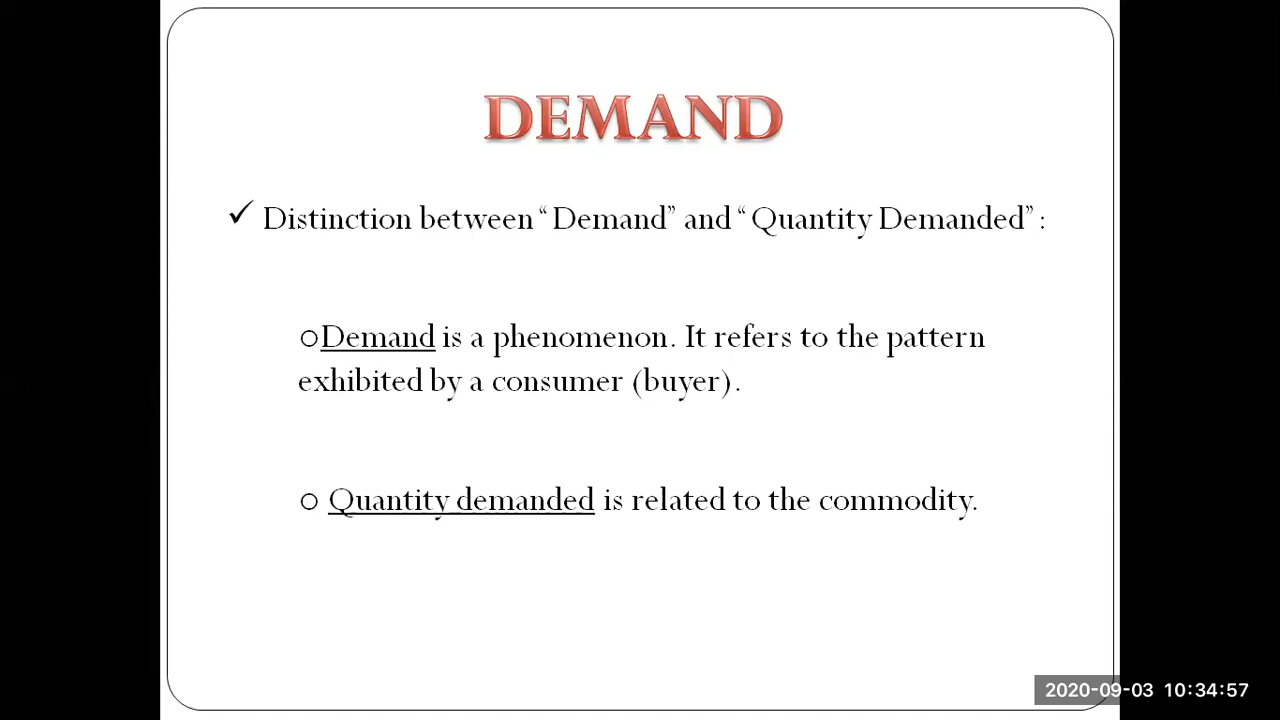 DEMAND
✓ Distinction between “Demand” and “Quantity Demanded” :
○Demand is a phenomenon. It refers to the pattern
exhibited by a consumer (buyer).
○ Quantity demanded is related to the commodity.
2020-09-03 10:34:57